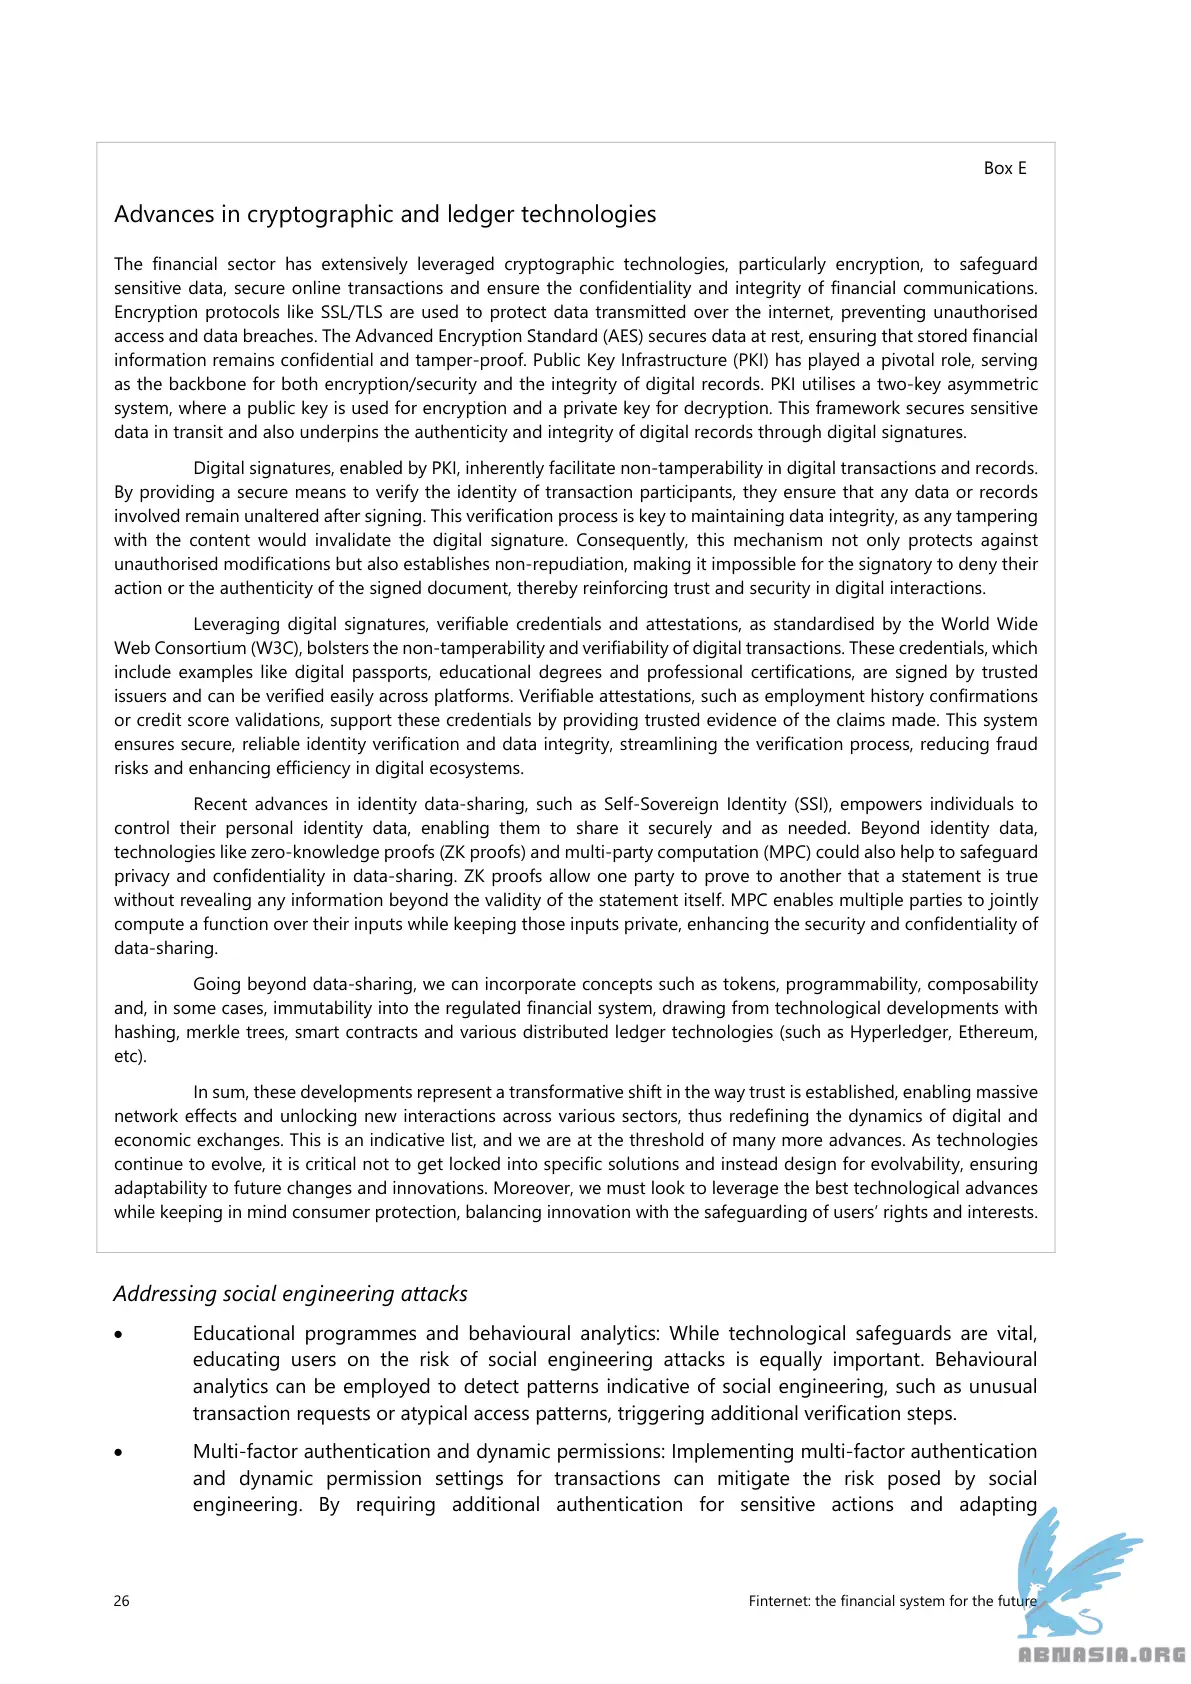 Box E
Advances in cryptographic and ledger technologies
The financial sector has extensively leveraged cryptographic technologies, particularly encryption, to safeguard
sensitive data, secure online transactions and ensure the confidentiality and integrity of financial communications.
Encryption protocols like SSL/TLS are used to protect data transmitted over the internet, preventing unauthorised
access and data breaches. The Advanced Encryption Standard (AES) secures data at rest, ensuring that stored financial
information remains confidential and tamper-proof. Public Key Infrastructure (PKI) has played a pivotal role, serving
as the backbone for both encryption/security and the integrity of digital records. PKI utilises a two-key asymmetric
system, where a public key is used for encryption and a private key for decryption. This framework secures sensitive
data in transit and also underpins the authenticity and integrity of digital records through digital signatures.
Digital signatures, enabled by PKI, inherently facilitate non-tamperability in digital transactions and records.
By providing a secure means to verify the identity of transaction participants, they ensure that any data or records
involved remain unaltered after signing. This verification process is key to maintaining data integrity, as any tampering
with the content would invalidate the digital signature. Consequently, this mechanism not only protects against
unauthorised modifications but also establishes non-repudiation, making it impossible for the signatory to deny their
action or the authenticity of the signed document, thereby reinforcing trust and security in digital interactions.
Leveraging digital signatures, verifiable credentials and attestations, as standardised by the World Wide
Web Consortium (W3C), bolsters the non-tamperability and verifiability of digital transactions. These credentials, which
include examples like digital passports, educational degrees and professional certifications, are signed by trusted
issuers and can be verified easily across platforms. Verifiable attestations, such as employment history confirmations
or credit score validations, support these credentials by providing trusted evidence of the claims made. This system
ensures secure, reliable identity verification and data integrity, streamlining the verification process, reducing fraud
risks and enhancing efficiency in digital ecosystems.
Recent advances in identity data-sharing, such as Self-Sovereign Identity (SSI), empowers individuals to
control their personal identity data, enabling them to share it securely and as needed. Beyond identity data,
technologies like zero-knowledge proofs (ZK proofs) and multi-party computation (MPC) could also help to safeguard
privacy and confidentiality in data-sharing. ZK proofs allow one party to prove to another that a statement is true
without revealing any information beyond the validity of the statement itself. MPC enables multiple parties to jointly
compute a function over their inputs while keeping those inputs private, enhancing the security and confidentiality of
data-sharing.
Going beyond data-sharing, we can incorporate concepts such as tokens, programmability, composability
and, in some cases, immutability into the regulated financial system, drawing from technological developments with
hashing, merkle trees, smart contracts and various distributed ledger technologies (such as Hyperledger, Ethereum,
etc).
In sum, these developments represent a transformative shift in the way trust is established, enabling massive
network effects and unlocking new interactions across various sectors, thus redefining the dynamics of digital and
economic exchanges. This is an indicative list, and we are at the threshold of many more advances. As technologies
continue to evolve, it is critical not to get locked into specific solutions and instead design for evolvability, ensuring
adaptability to future changes and innovations. Moreover, we must look to leverage the best technological advances
while keeping in mind consumer protection, balancing innovation with the safeguarding of users’ rights and interests.
Addressing social engineering attacks
• Educational programmes and behavioural analytics: While technological safeguards are vital,
educating users on the risk of social engineering attacks is equally important. Behavioural
analytics can be employed to detect patterns indicative of social engineering, such as unusual
transaction requests or atypical access patterns, triggering additional verification steps.
• Multi-factor authentication and dynamic permissions: Implementing multi-factor authentication
and dynamic permission settings for transactions can mitigate the risk posed by social
engineering. By requiring additional authentication for sensitive actions and adapting
26 Finternet: the financial system for the future
ABNASIA.ORG